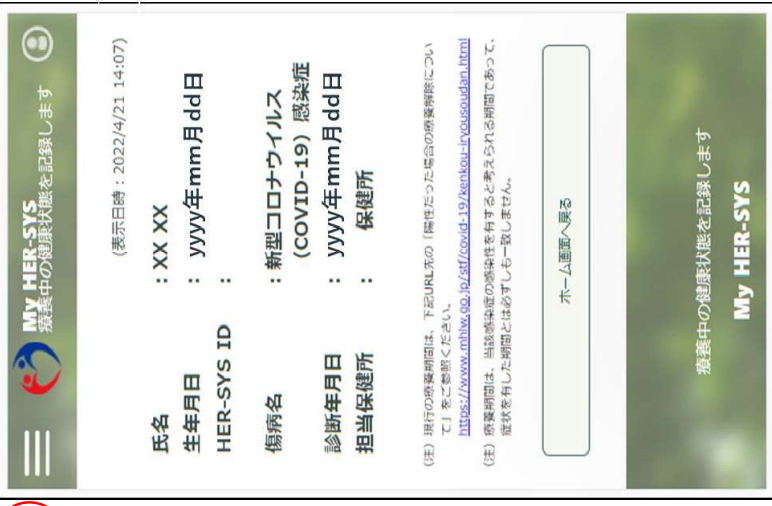 My HER-SYS
療養中の健康状態を記録します
(表示日時：2022/4/21 14:07)
氏名 ：XX XX
生年月日 ： yyyy年mm月dd日
HER-SYS ID ：
傷病名 ：新型コロナウイルス
(COVID-19) 感染症
診断年月日 ： yyyy年mm月dd日
担当保健所 ： 保健所
(注) 現行の療養期間は、下記URL先の「陽性だった場合の療養解除につい
て」をご参照ください。
https://www.mhlw.go.jp/stf/covid-19/kenkou-iryousoudan.html
(注) 療養期間は、当該感染症の感染性を有すると考えられる期間であって、
症状を有した期間とは必ずしも一致しません。
ホーム画面へ戻る
療養中の健康状態を記録します
My HER-SYS